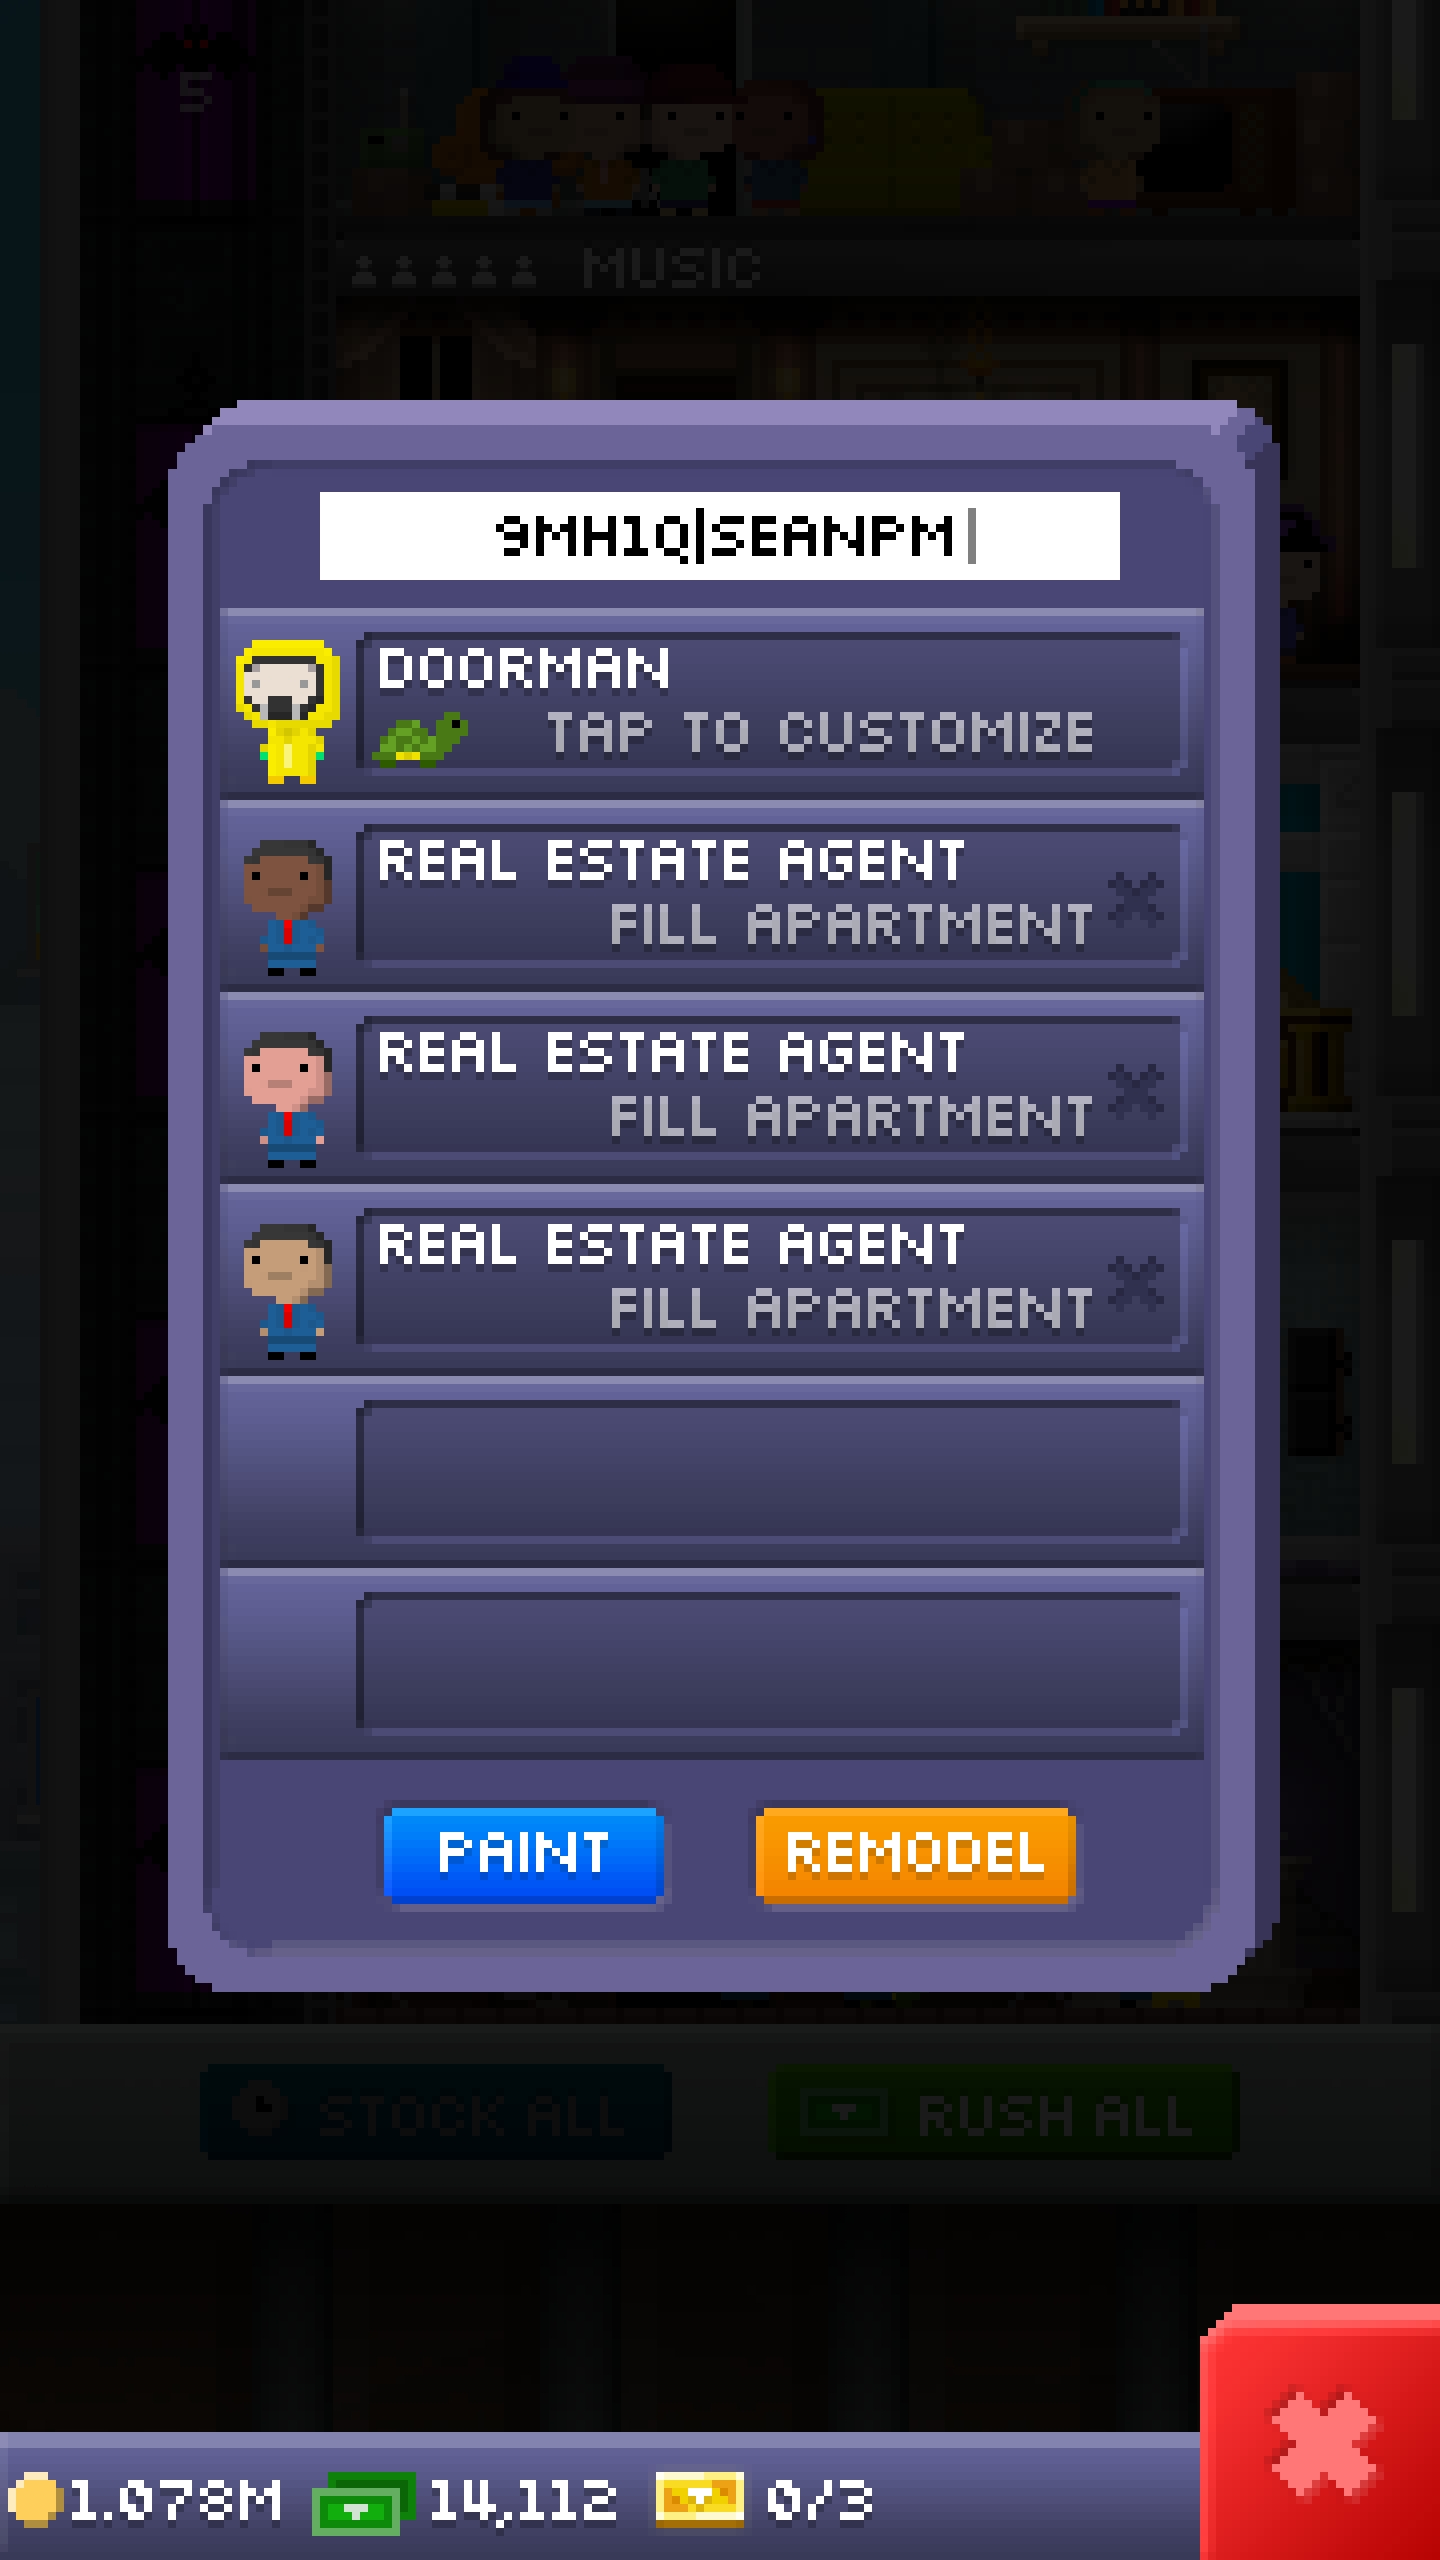 5
MUSIC
9MH1Q|SEANPM
DOORMAN
TAP TO CUSTOMIZE
REAL ESTATE AGENT
FILL APARTMENT
REAL ESTATE AGENT
FILL APARTMENT
REAL ESTATE AGENT
FILL APARTMENT
PAINT REMODEL
STOCK ALL RUSH ALL
1.078M 14,112 0/3